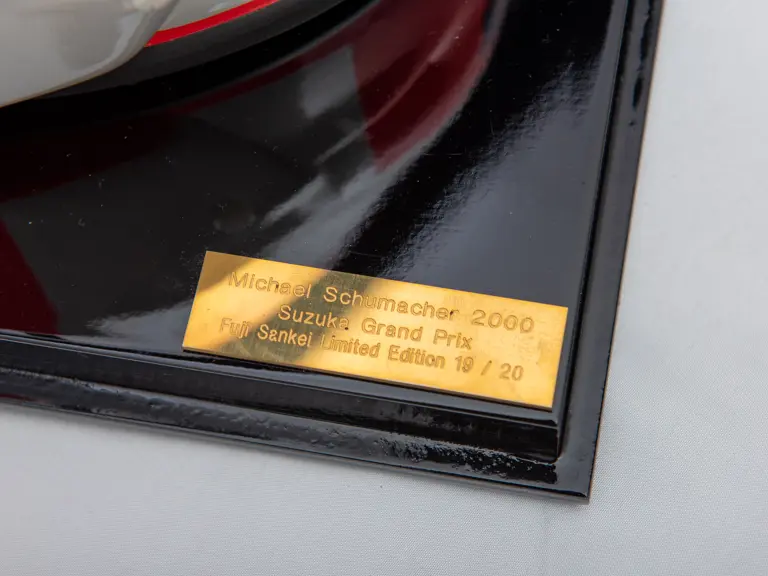 Michael Schumacher 2000
Suzuka Grand Prix
Fuji Sankei Limited Edition 19 / 20